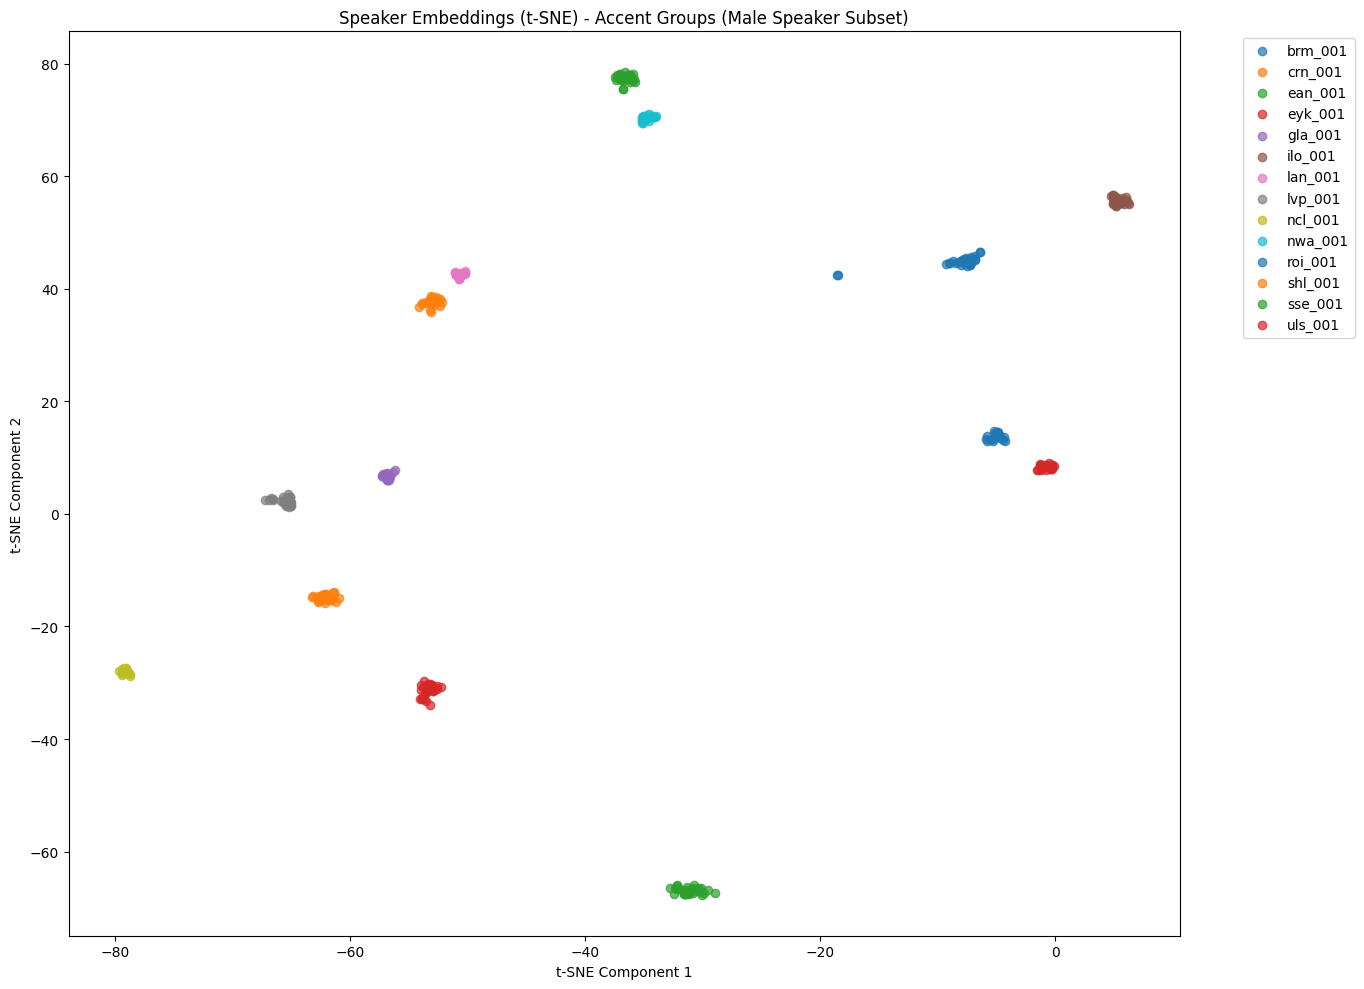 Speaker Embeddings (t-SNE) - Accent Groups (Male Speaker Subset)
80
60
40
20
0
−20
−40
−60
t-SNE Component 2
−80
−60
−40
−20
0
t-SNE Component 1
brm_001
crn_001
ean_001
eyk_001
gla_001
ilo_001
lan_001
lvp_001
ncl_001
nwa_001
roi_001
shl_001
sse_001
uls_001